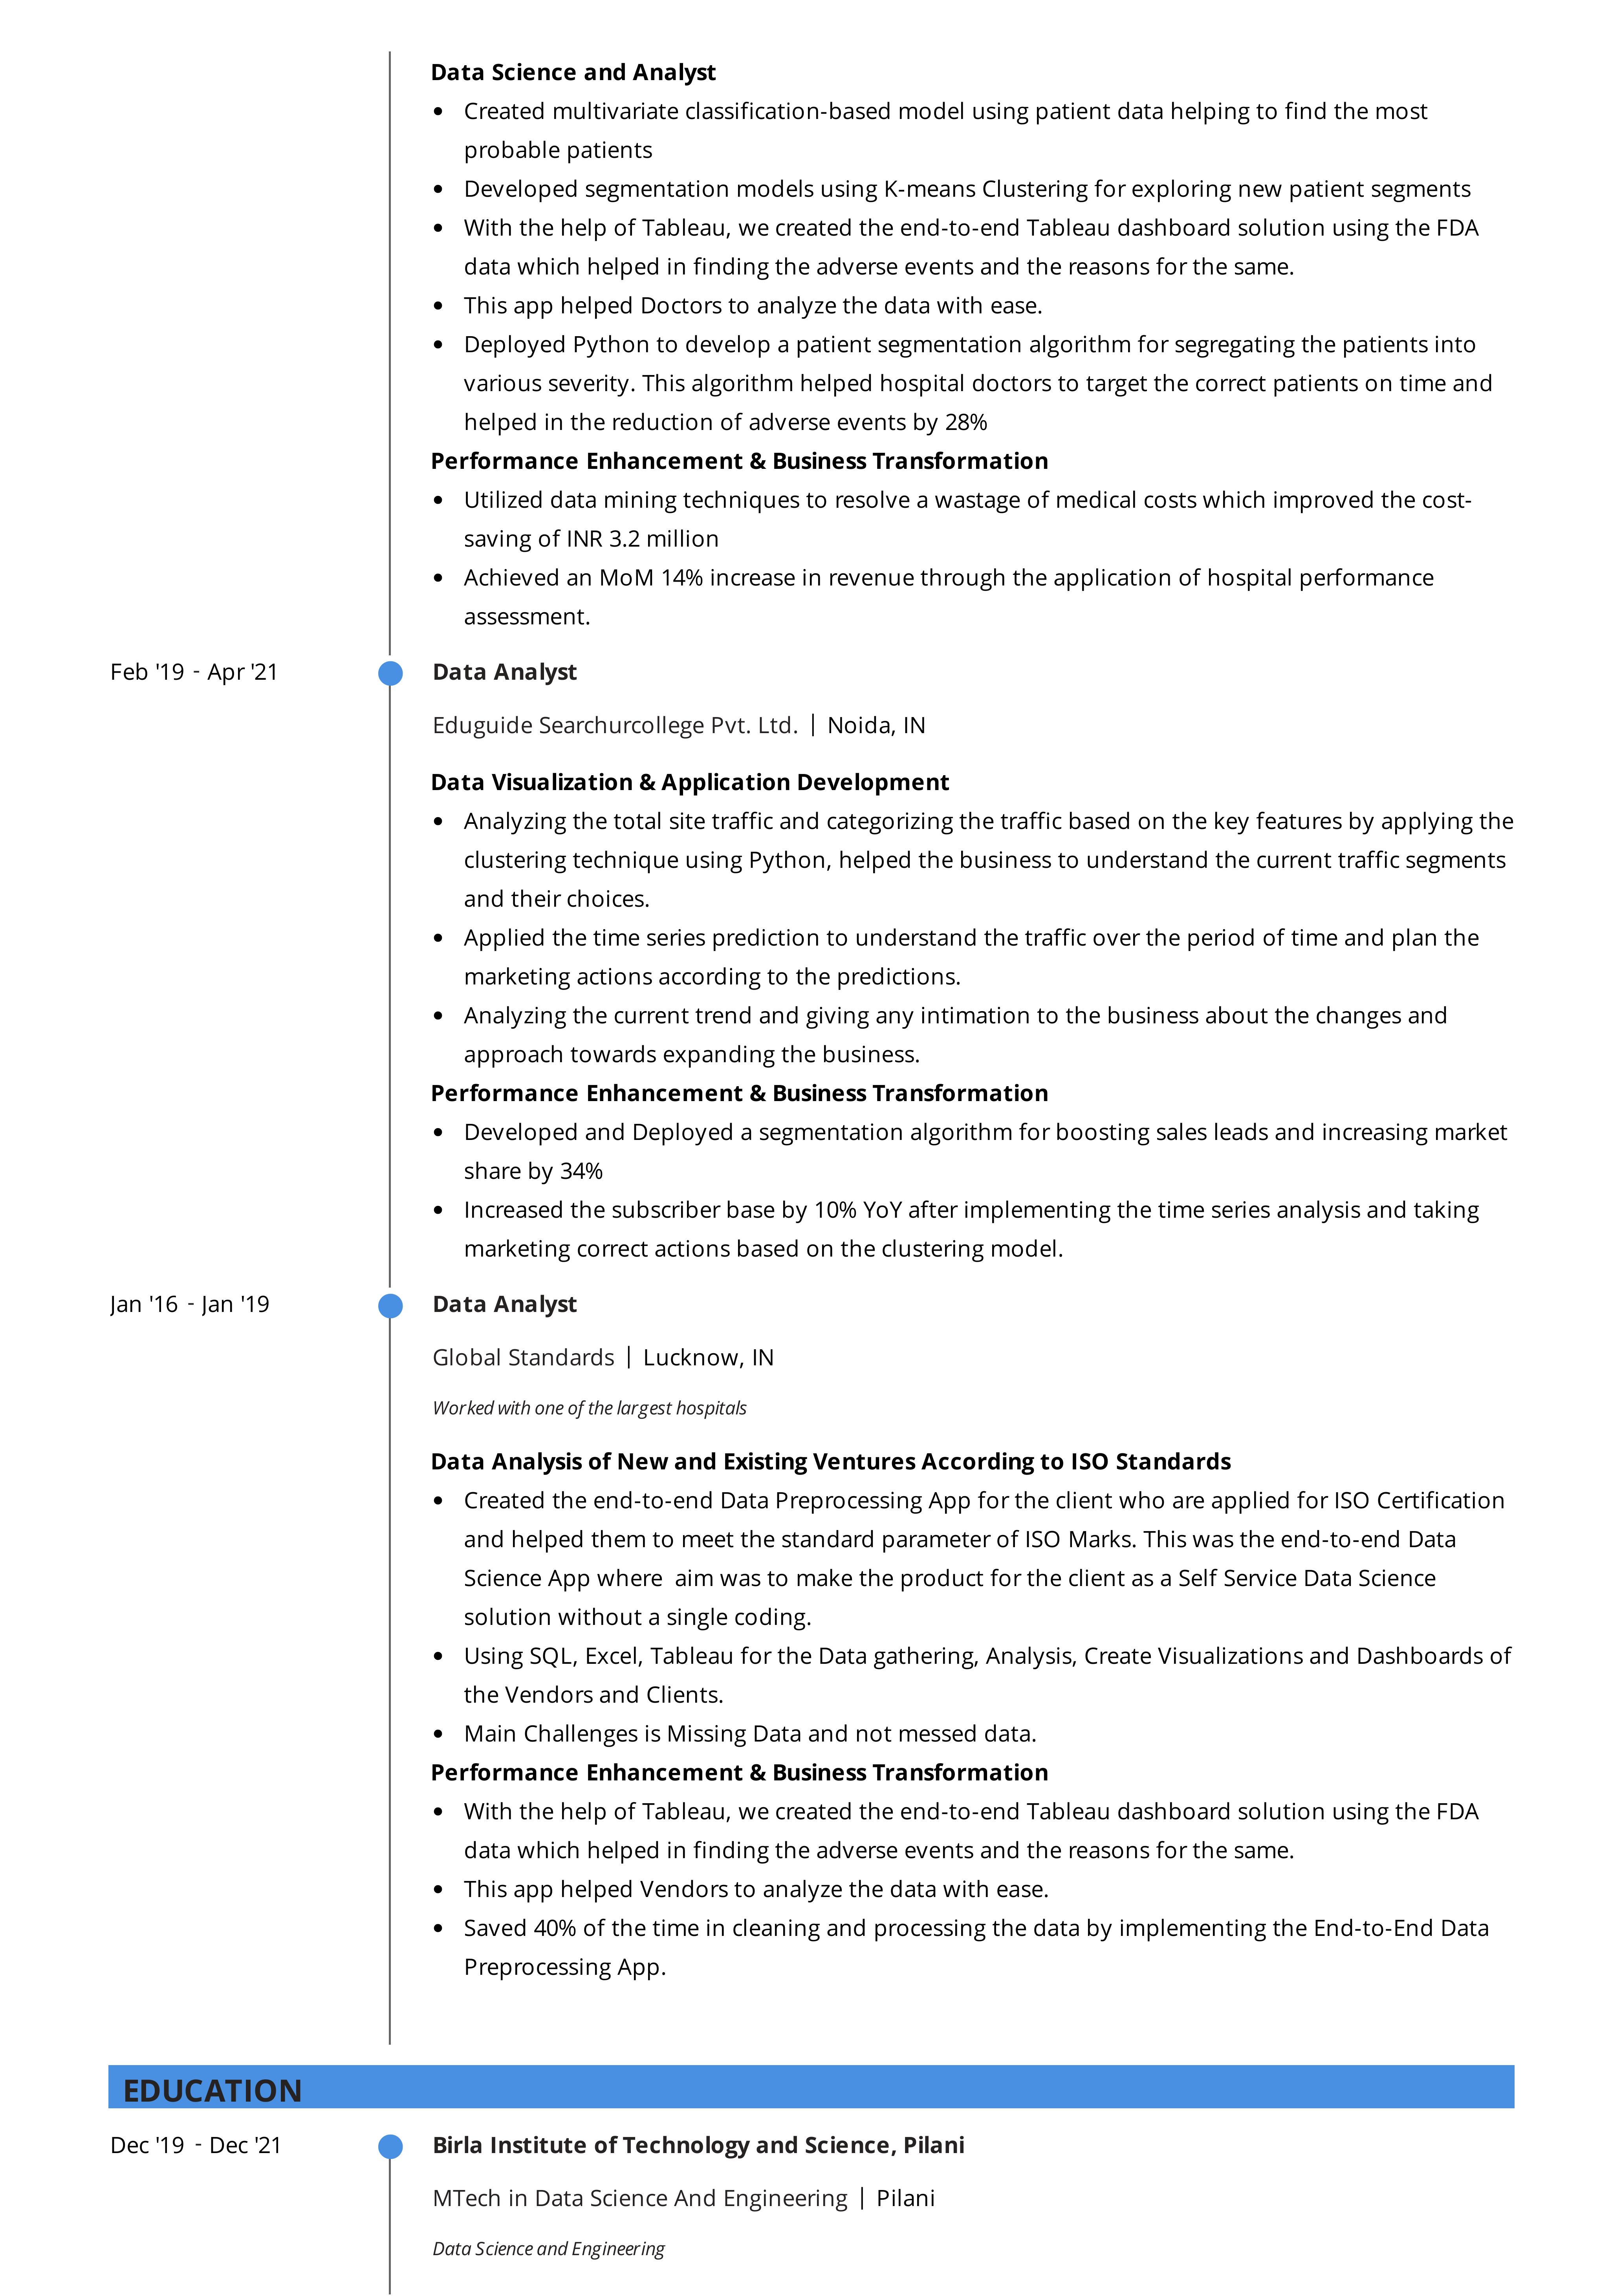 Data Science and Analyst
• Created multivariate classification-based model using patient data helping to find the most
probable patients
• Developed segmentation models using K-means Clustering for exploring new patient segments
• With the help of Tableau, we created the end-to-end Tableau dashboard solution using the FDA
data which helped in finding the adverse events and the reasons for the same.
• This app helped Doctors to analyze the data with ease.
• Deployed Python to develop a patient segmentation algorithm for segregating the patients into
various severity. This algorithm helped hospital doctors to target the correct patients on time and
helped in the reduction of adverse events by 28%
Performance Enhancement & Business Transformation
• Utilized data mining techniques to resolve a wastage of medical costs which improved the cost-
saving of INR 3.2 million
• Achieved an MoM 14% increase in revenue through the application of hospital performance
assessment.
Feb '19 - Apr '21 Data Analyst
Eduguide Searchurcollege Pvt. Ltd. | Noida, IN
Data Visualization & Application Development
• Analyzing the total site traffic and categorizing the traffic based on the key features by applying the
clustering technique using Python, helped the business to understand the current traffic segments
and their choices.
• Applied the time series prediction to understand the traffic over the period of time and plan the
marketing actions according to the predictions.
• Analyzing the current trend and giving any intimation to the business about the changes and
approach towards expanding the business.
Performance Enhancement & Business Transformation
• Developed and Deployed a segmentation algorithm for boosting sales leads and increasing market
share by 34%
• Increased the subscriber base by 10% YoY after implementing the time series analysis and taking
marketing correct actions based on the clustering model.
Jan '16 - Jan '19 Data Analyst
Global Standards | Lucknow, IN
Worked with one of the largest hospitals
Data Analysis of New and Existing Ventures According to ISO Standards
• Created the end-to-end Data Preprocessing App for the client who are applied for ISO Certification
and helped them to meet the standard parameter of ISO Marks. This was the end-to-end Data
Science App where  aim was to make the product for the client as a Self Service Data Science
solution without a single coding.
• Using SQL, Excel, Tableau for the Data gathering, Analysis, Create Visualizations and Dashboards of
the Vendors and Clients.
• Main Challenges is Missing Data and not messed data.
Performance Enhancement & Business Transformation
• With the help of Tableau, we created the end-to-end Tableau dashboard solution using the FDA
data which helped in finding the adverse events and the reasons for the same.
• This app helped Vendors to analyze the data with ease.
• Saved 40% of the time in cleaning and processing the data by implementing the End-to-End Data
Preprocessing App.
EDUCATION
Dec '19 - Dec '21 Birla Institute of Technology and Science, Pilani
MTech in Data Science And Engineering | Pilani
Data Science and Engineering